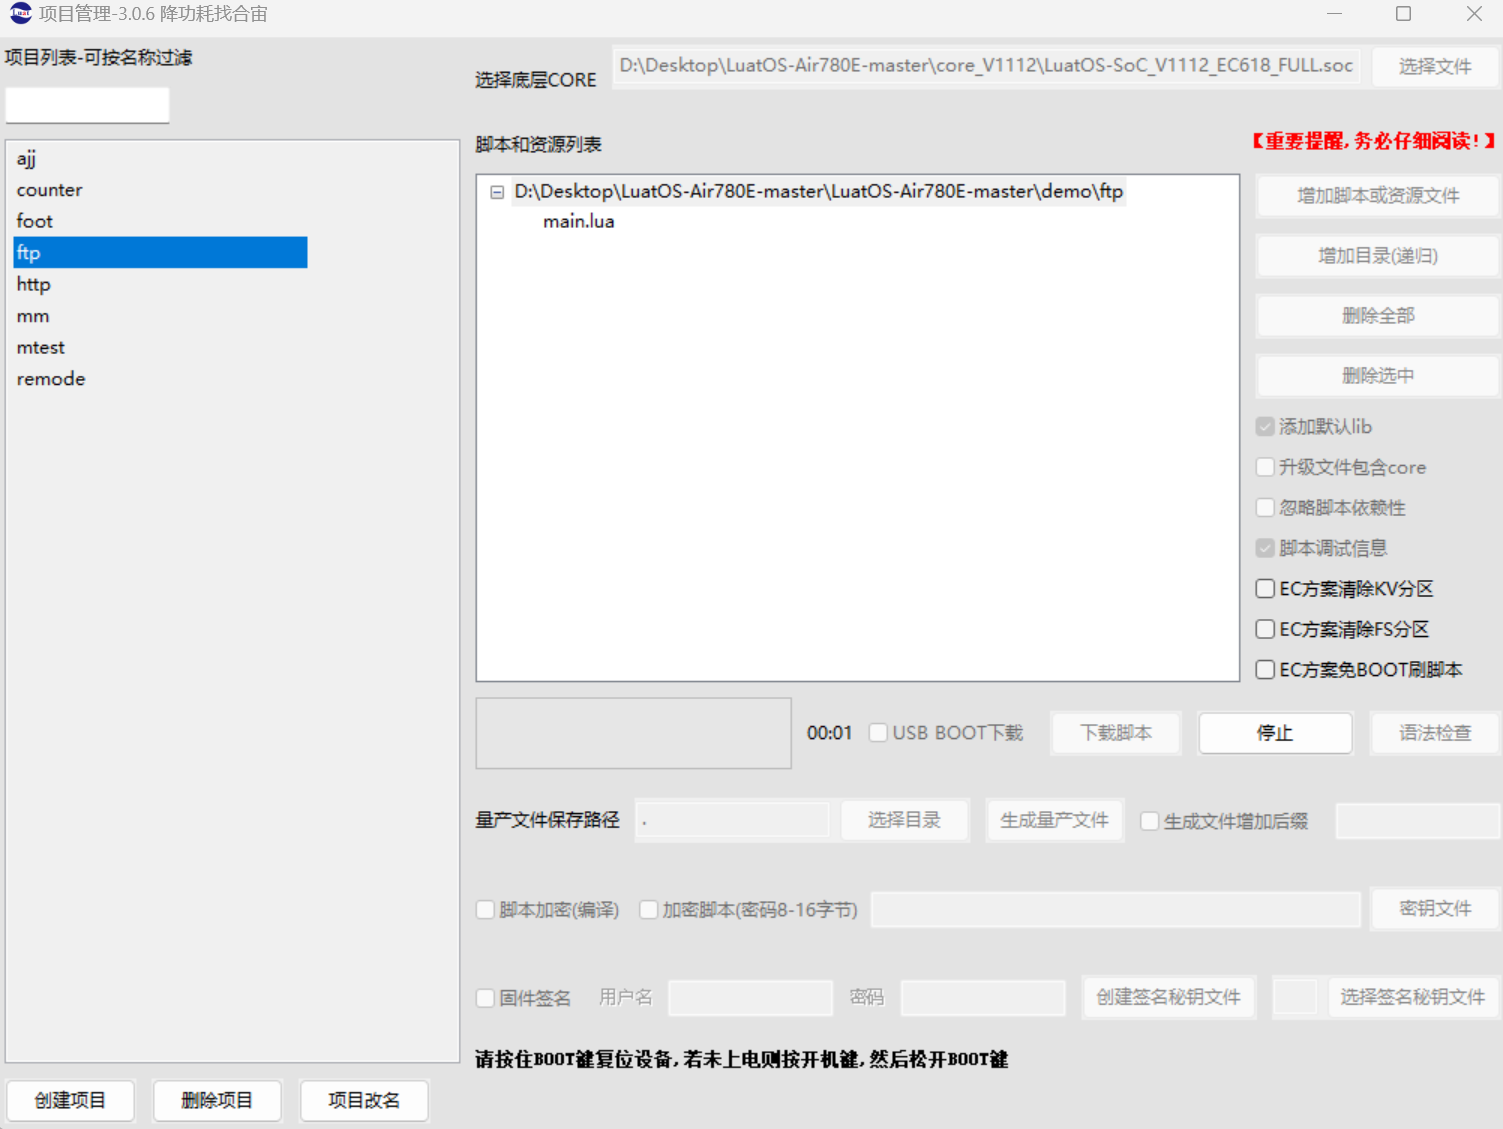 Luat 项目管理-3.0.6 降功耗找合宙
项目列表-可按名称过滤
选择底层CORE D:\Desktop\LuatOS-Air780E-master\core_V1112\LuatOS-SoC_V1112_EC618_FULL.soc 选择文件
脚本和资源列表
【重要提醒,务必仔细阅读!】
ajj
counter
foot
ftp
http
mm
mtest
remode
D:\Desktop\LuatOS-Air780E-master\LuatOS-Air780E-master\demo\ftp
main.lua
增加脚本或资源文件
增加目录(递归)
删除全部
删除选中
添加默认lib
升级文件包含core
忽略脚本依赖性
脚本调试信息
EC方案清除KV分区
EC方案清除FS分区
EC方案免BOOT刷脚本
00:01 USB BOOT下载 下载脚本 停止 语法检查
量产文件保存路径 . 选择目录 生成量产文件 生成文件增加后缀
脚本加密(编译) 加密脚本(密码8-16字节) 密钥文件
固件签名 用户名 密码 创建签名秘钥文件 选择签名秘钥文件
请按住BOOT键复位设备,若未上电则按开机键,然后松开BOOT键
创建项目 删除项目 项目改名